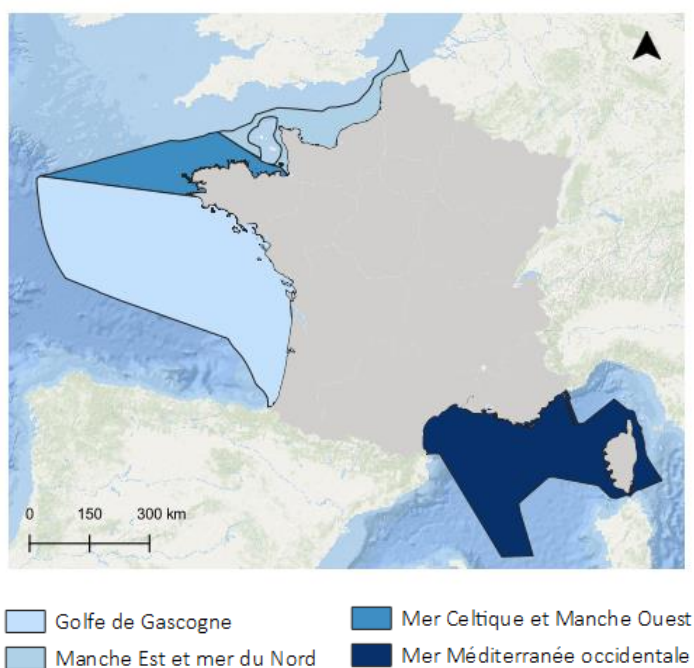 0 150 300 km
Golfe de Gascogne
Mer Celtique et Manche Ouest
Manche Est et mer du Nord
Mer Méditerranée occidentale